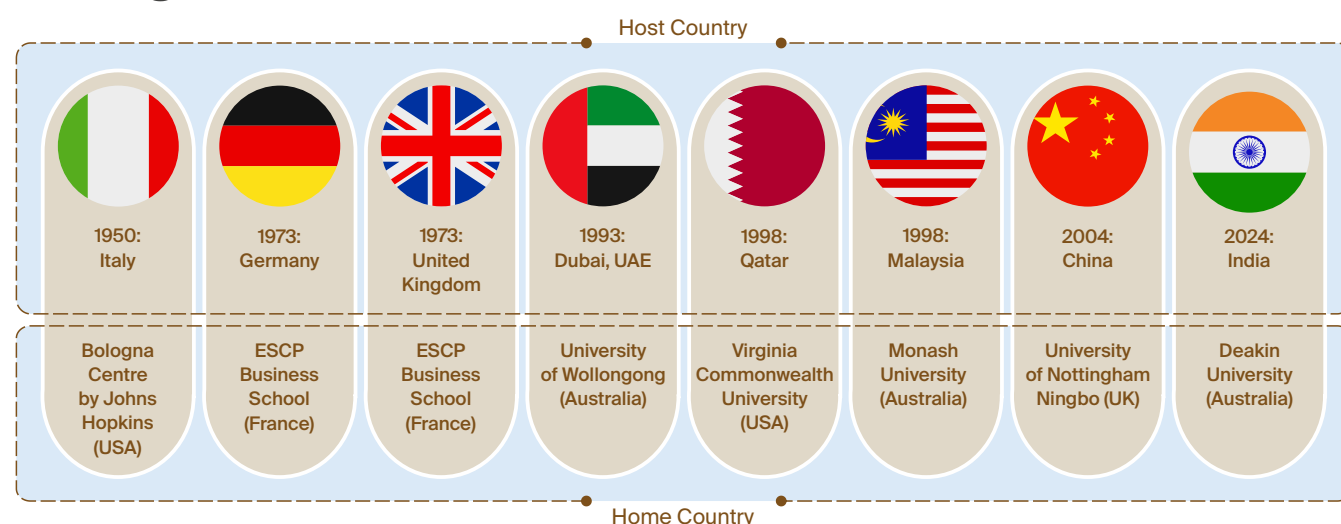 Host Country
1950:
Italy
1973:
Germany
1973:
United
Kingdom
1993:
Dubai, UAE
1998:
Qatar
1998:
Malaysia
2004:
China
2024:
India
Bologna
Centre
by Johns
Hopkins
(USA)
ESCP
Business
School
(France)
ESCP
Business
School
(France)
University
of Wollongong
(Australia)
Virginia
Commonwealth
University
(USA)
Monash
University
(Australia)
University
of Nottingham
Ningbo (UK)
Deakin
University
(Australia)
Home Country